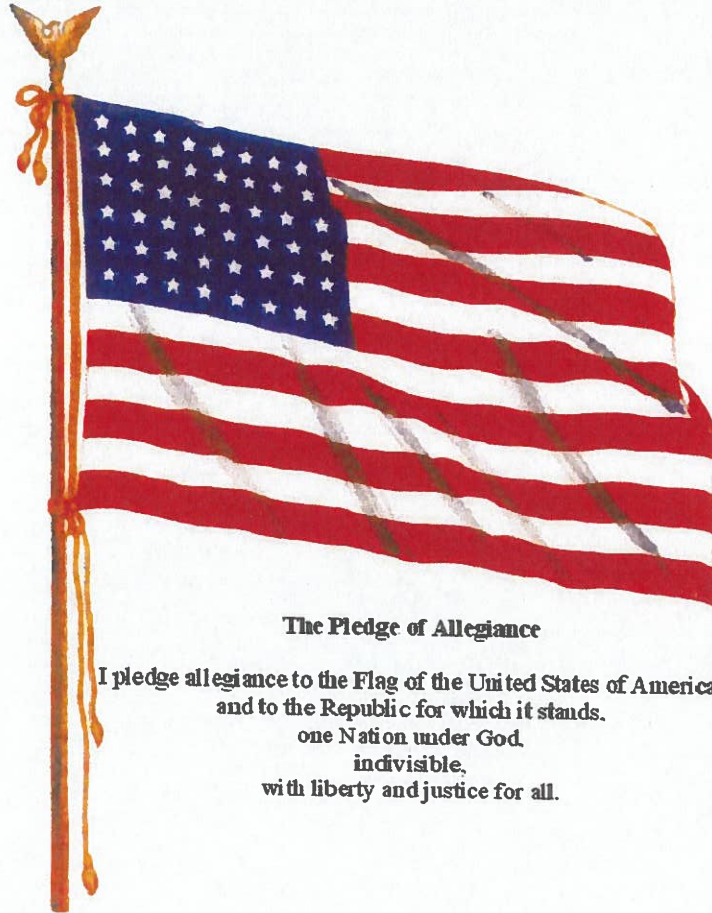 The Pledge of Allegiance
I pledge allegiance to the Flag of the United States of America
and to the Republic for which it stands.
one Nation under God,
indivisible,
with liberty and justice for all.